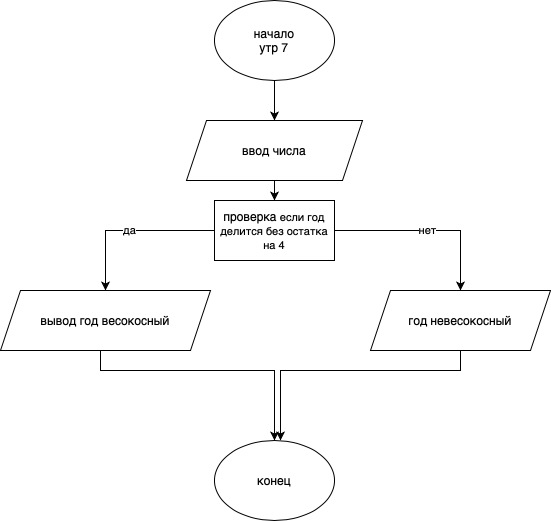 начало
утр 7
ввод числа
проверка если год
делится без остатка
на 4
да
нет
вывод год весокосный
год невесокосный
конец